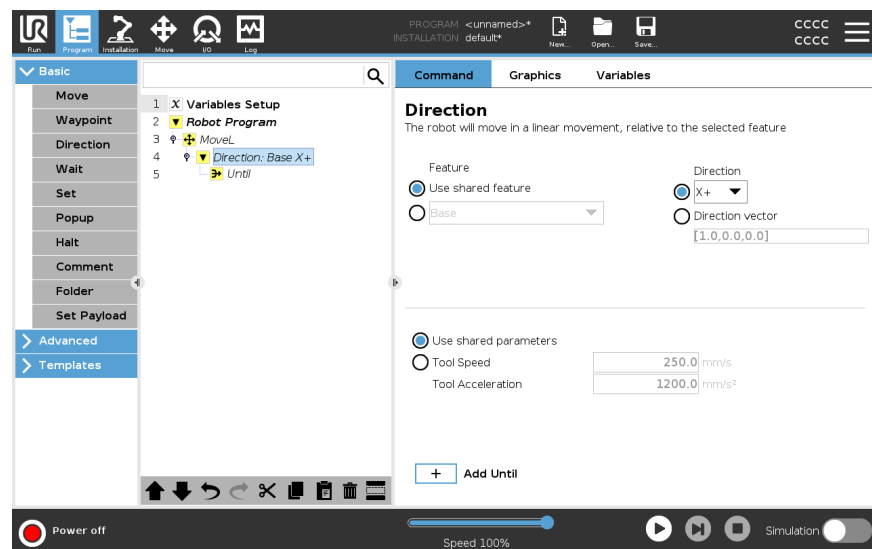 PROGRAM <unnamed>*
INSTALLATION default*
UR
Run
Program
Installation
Move
I/O
Log
New...
Open...
Save...
CCCC
CCCC
Basic
Move
Waypoint
Direction
Wait
Set
Popup
Halt
Comment
Folder
Set Payload
Advanced
Templates
1 X Variables Setup
2 Robot Program
3 MoveL
4 Direction: Base X+
5 Until
Command Graphics Variables
Direction
The robot will move in a linear movement, relative to the selected feature
Feature
Use shared feature
Base
Direction
X+
Direction vector
[1.0,0.0,0.0]
Use shared parameters
Tool Speed 250.0 mm/s
Tool Acceleration 1200.0 mm/s²
+ Add Until
Power off
Speed 100%
Simulation